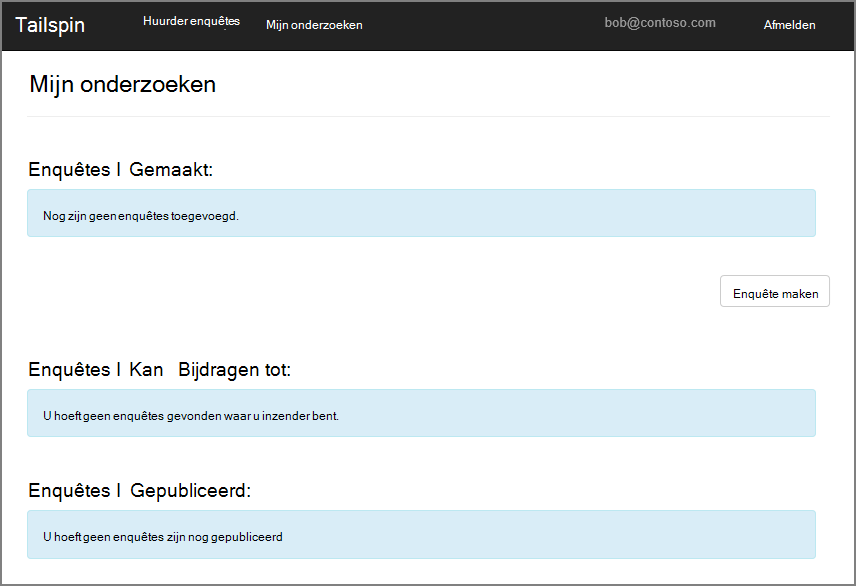 Tailspin Huurder enquêtes Mijn onderzoeken bob@contoso.com Afmelden
Mijn onderzoeken
Enquêtes I Gemaakt:
Nog zijn geen enquêtes toegevoegd.
Enquête maken
Enquêtes I Kan Bijdragen tot:
U hoeft geen enquêtes gevonden waar u inzender bent.
Enquêtes I Gepubliceerd:
U hoeft geen enquêtes zijn nog gepubliceerd